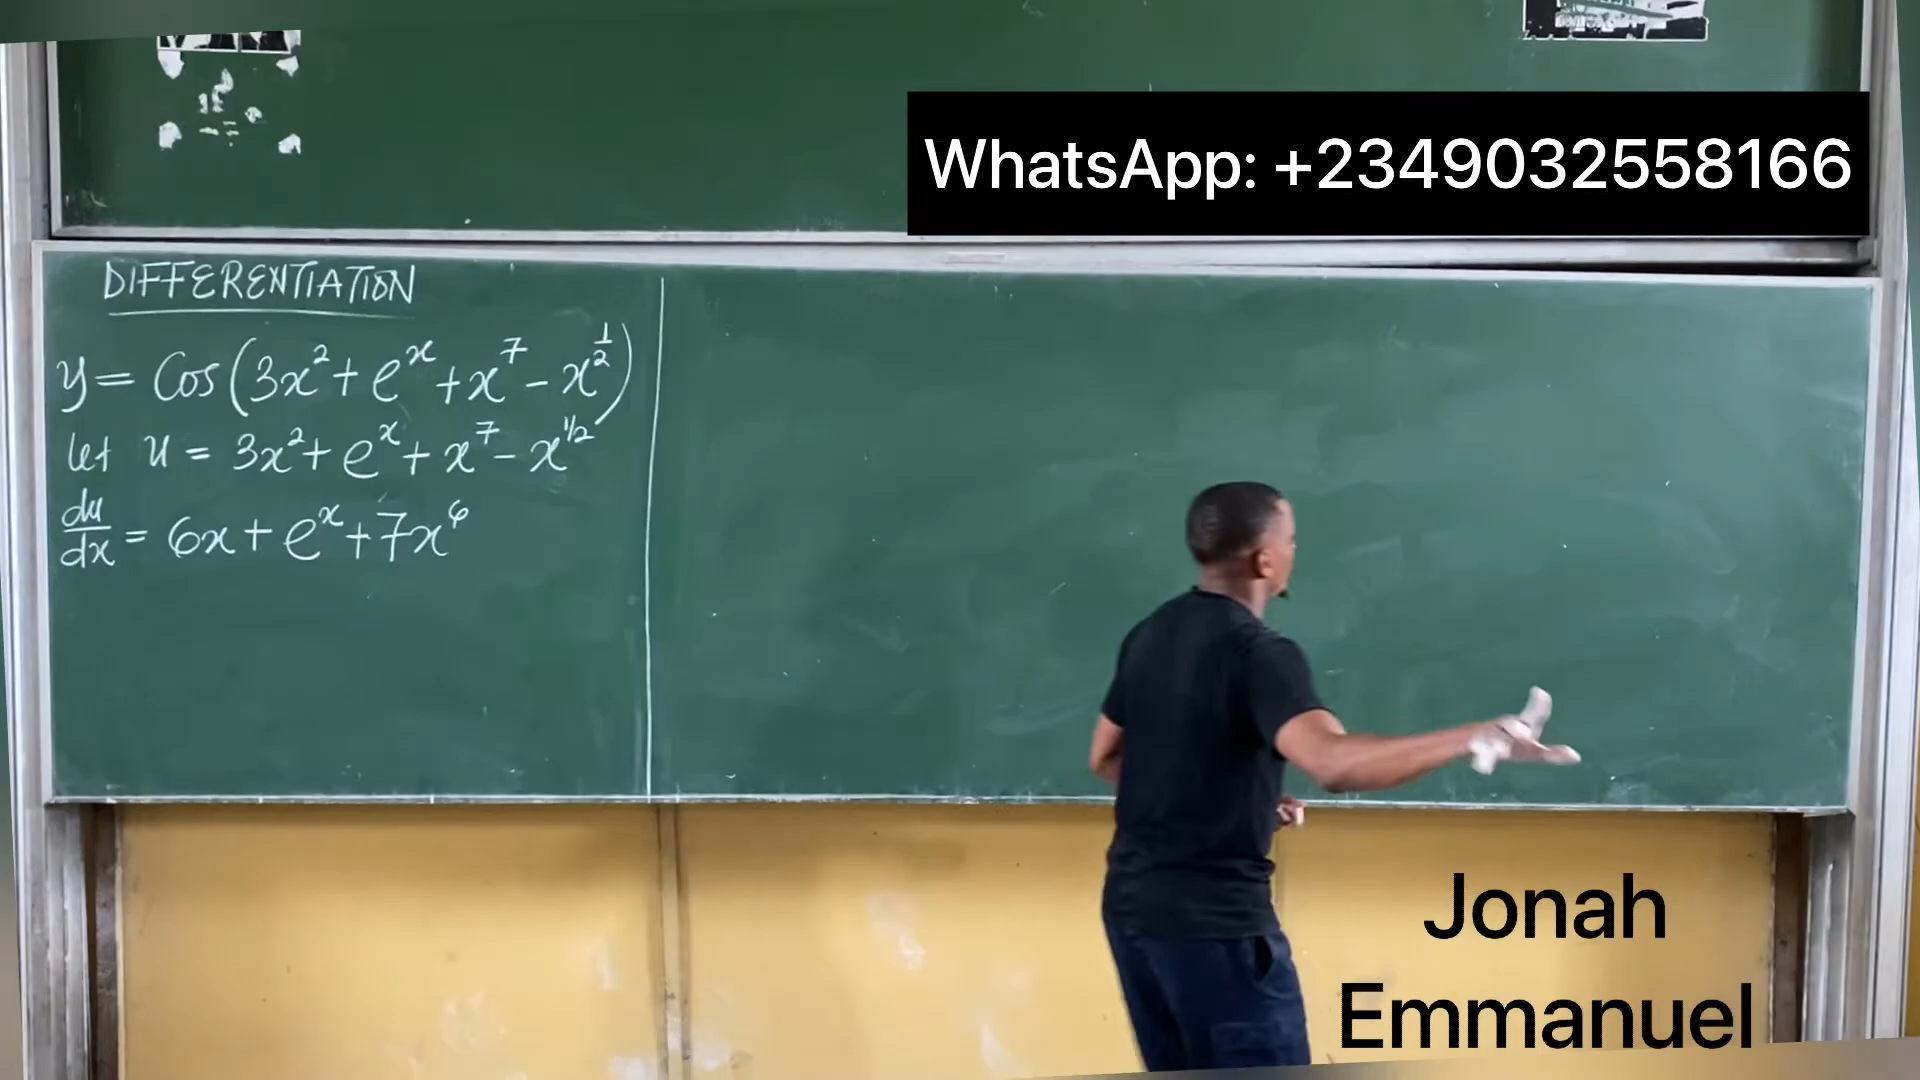 WhatsApp: +2349032558166
DIFFERENTIATION
y = Cos(3x² + eˣ + x⁷ - x^½)
let u = 3x² + eˣ + x⁷ - x^1/2
du/dx = 6x + eˣ + 7x⁶
Jonah
Emmanuel